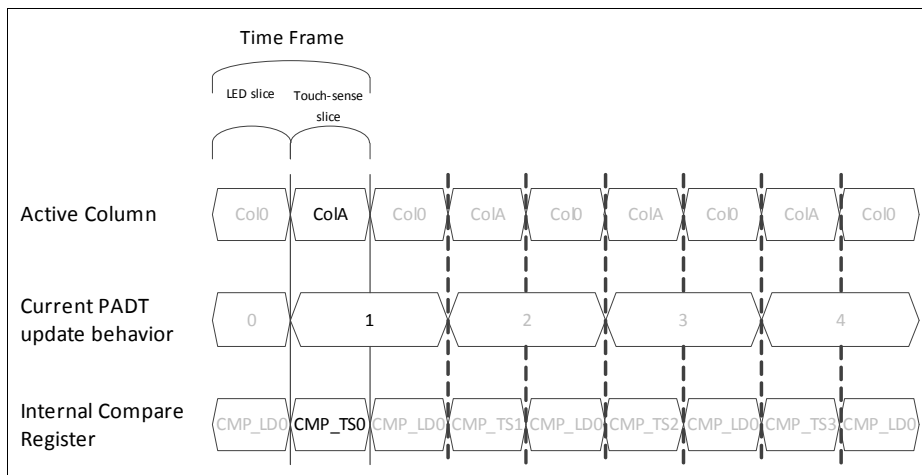 Time Frame
LED slice
Touch-sense
slice
Active Column
Col0 ColA Col0 ColA Col0 ColA Col0 ColA Col0
Current PADT
update behavior
0 1 2 3 4
Internal Compare
Register
CMP_LD0 CMP_TS0 CMP_LD0 CMP_TS1 CMP_LD0 CMP_TS2 CMP_LD0 CMP_TS3 CMP_LD0